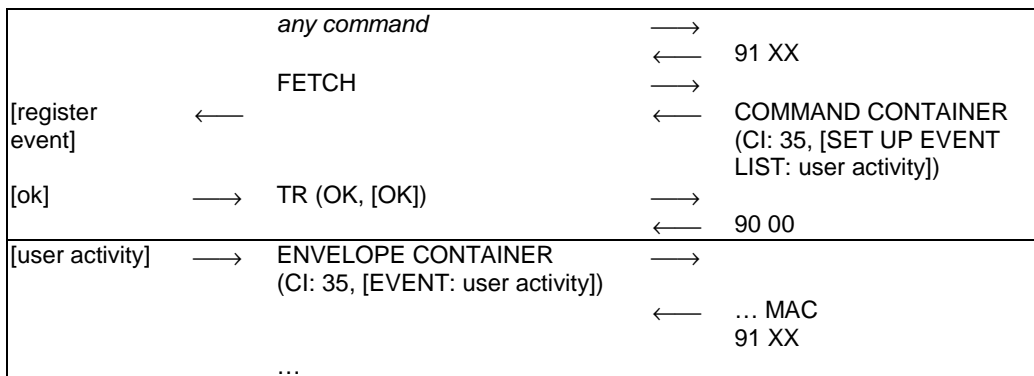 any command ⟶
⟵ 91 XX
FETCH ⟶
[register ⟵ ⟵ COMMAND CONTAINER
event] (CI: 35, [SET UP EVENT
LIST: user activity])
[ok] ⟶ TR (OK, [OK]) ⟶
⟵ 90 00
[user activity] ⟶ ENVELOPE CONTAINER ⟶
(CI: 35, [EVENT: user activity])
⟵ … MAC
91 XX
…